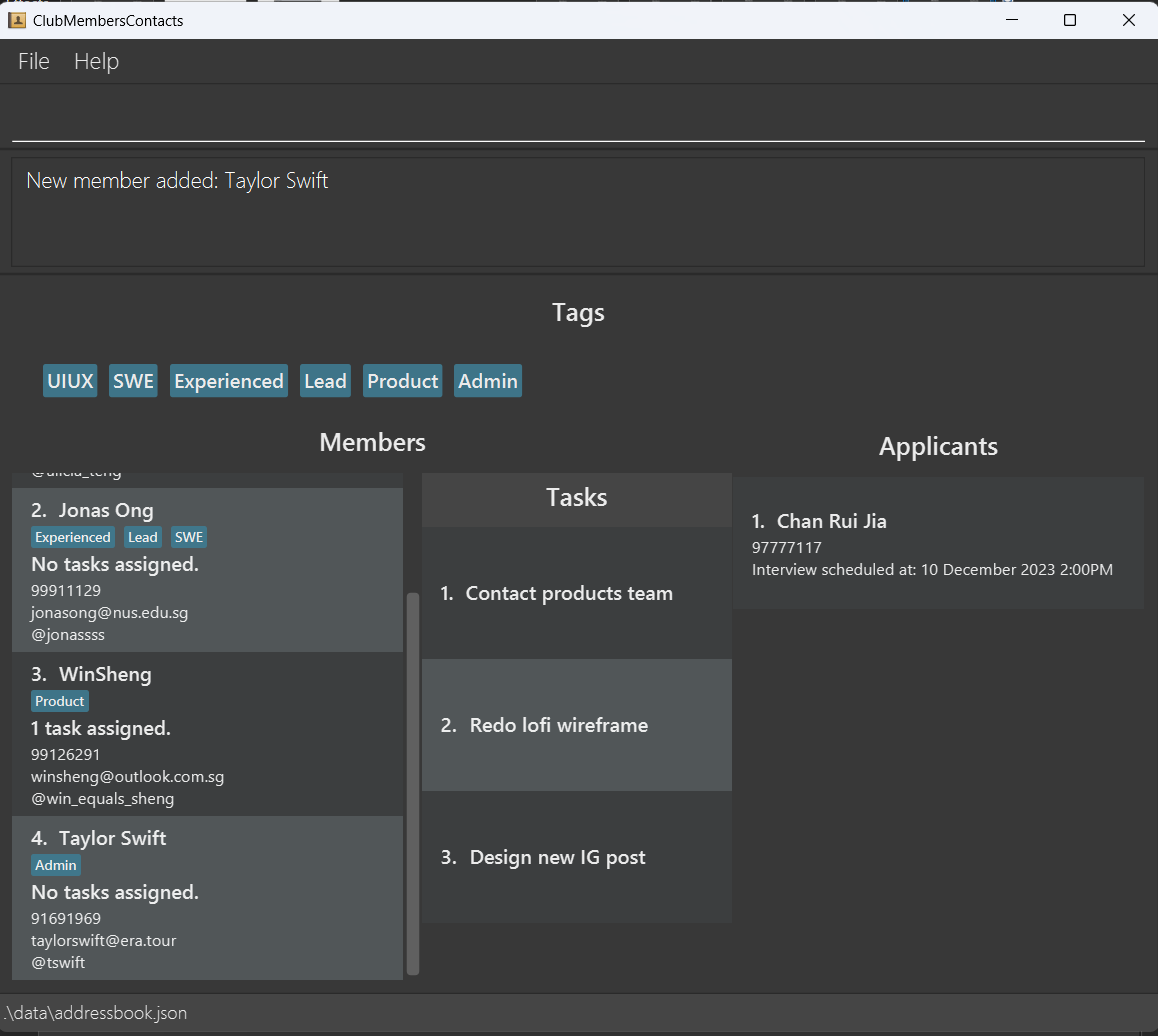 ClubMembersContacts
File Help
New member added: Taylor Swift
Tags
UIUX SWE Experienced Lead Product Admin
Members
2. Jonas Ong
Experienced Lead SWE
No tasks assigned.
99911129
jonasong@nus.edu.sg
@jonassss
3. WinSheng
Product
1 task assigned.
99126291
winsheng@outlook.com.sg
@win_equals_sheng
4. Taylor Swift
Admin
No tasks assigned.
91691969
taylorswift@era.tour
@tswift
Tasks
1. Contact products team
2. Redo lofi wireframe
3. Design new IG post
Applicants
1. Chan Rui Jia
97777117
Interview scheduled at: 10 December 2023 2:00PM
.\data\addressbook.json